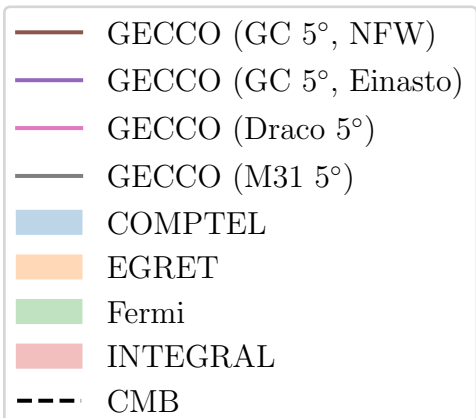 GECCO (GC 5°, NFW)
GECCO (GC 5°, Einasto)
GECCO (Draco 5°)
GECCO (M31 5°)
COMPTEL
EGRET
Fermi
INTEGRAL
CMB